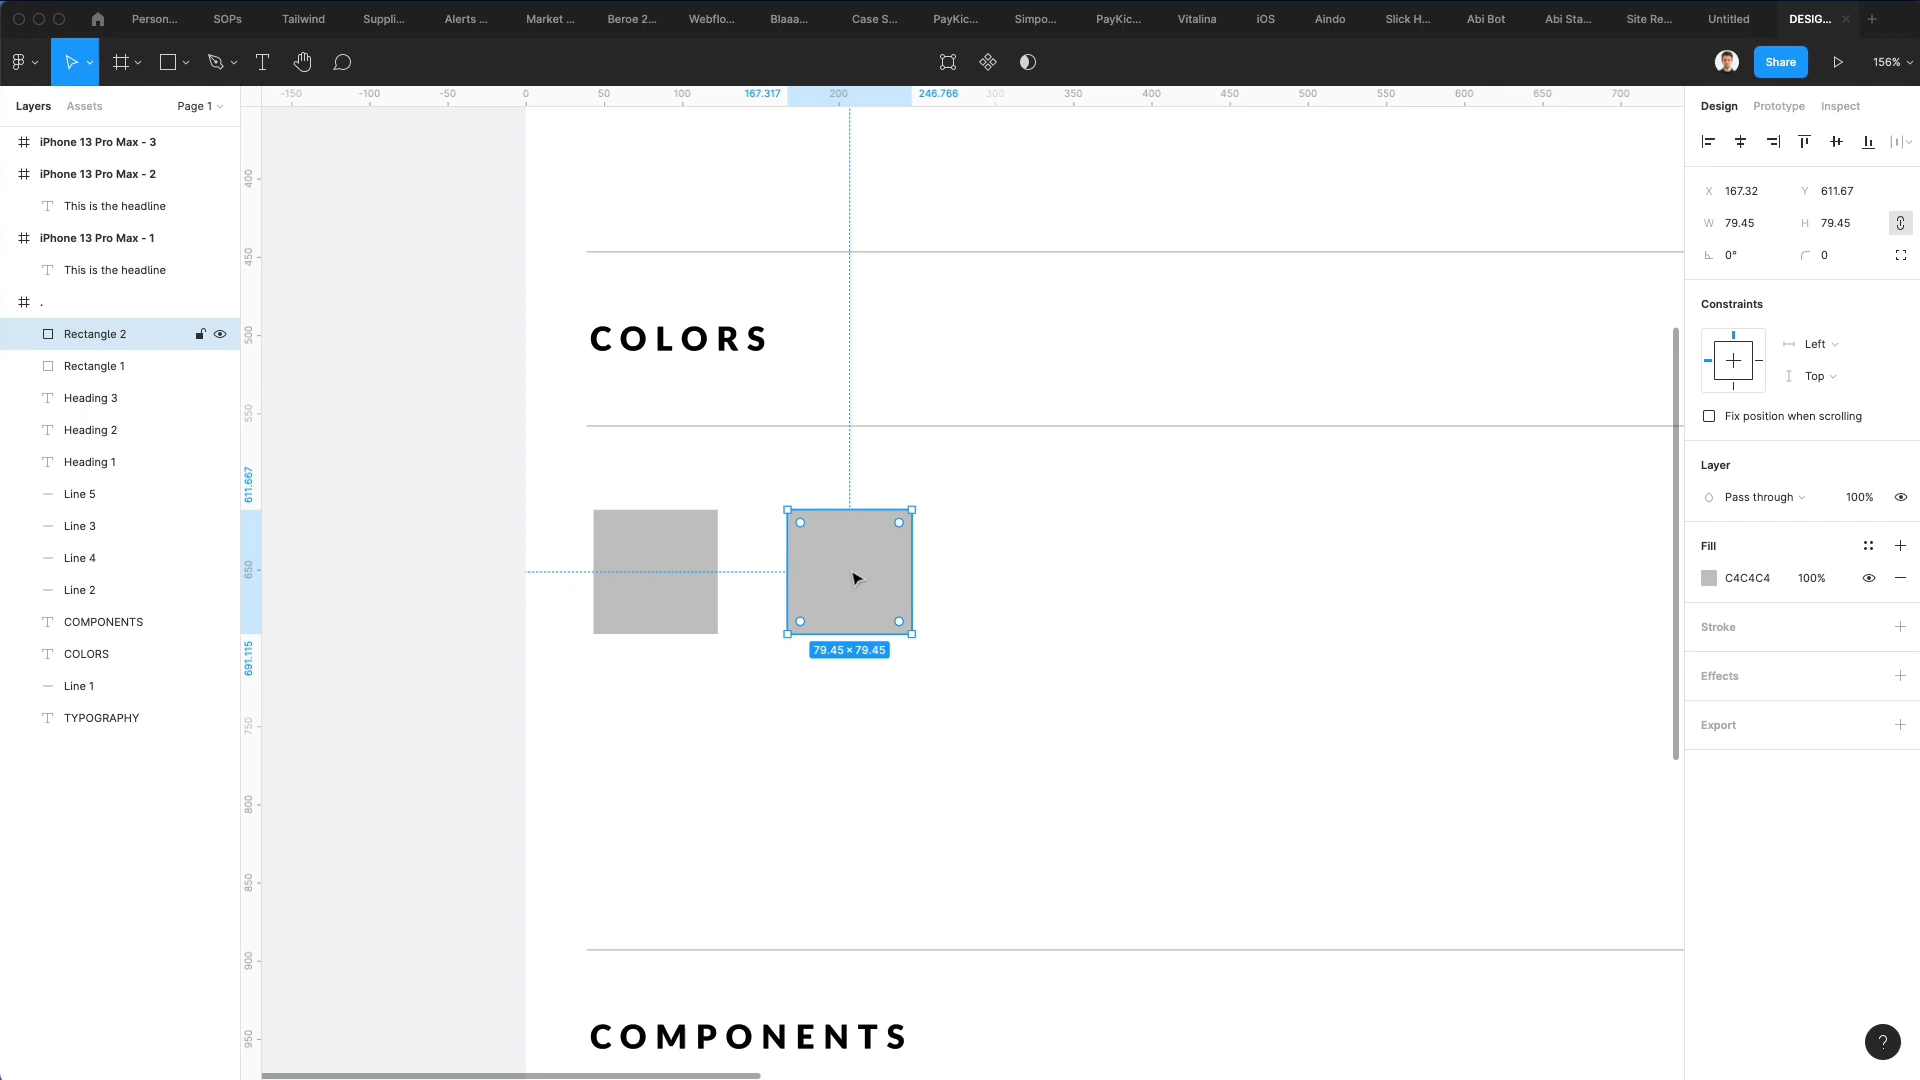 Person...
SOPs
Tailwind
Suppli...
Alerts ...
Market ...
Beroe 2...
Webflo...
Blaaa...
Case S...
PayKic...
Simpo...
PayKic...
Vitalina
iOS
Aindo
Slick H...
Abi Bot
Abi Sta...
Site Re...
Untitled
DESIG...
Share
156%
Layers
Assets
Page 1
iPhone 13 Pro Max - 3
iPhone 13 Pro Max - 2
This is the headline
iPhone 13 Pro Max - 1
This is the headline
.
Rectangle 2
Rectangle 1
Heading 3
Heading 2
Heading 1
Line 5
Line 3
Line 4
Line 2
COMPONENTS
COLORS
Line 1
TYPOGRAPHY
-150
-100
-50
0
50
100
167.317
200
246.766
300
350
400
450
500
550
600
650
700
400
450
500
550
611.667
650
691.115
750
800
850
900
950
COLORS
79.45 × 79.45
COMPONENTS
Design
Prototype
Inspect
X 167.32
Y 611.67
W 79.45
H 79.45
0°
0
Constraints
Left
Top
Fix position when scrolling
Layer
Pass through
100%
Fill
C4C4C4
100%
Stroke
Effects
Export
?